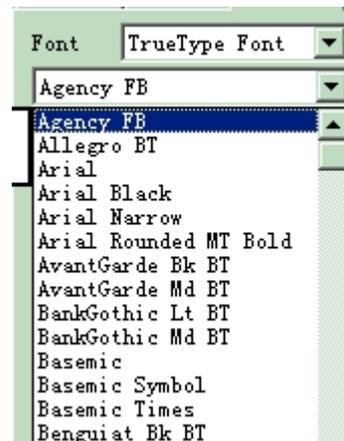 Font TrueType Font
Agency FB
Agency FB
Allegro BT
Arial
Arial Black
Arial Narrow
Arial Rounded MT Bold
AvantGarde Bk BT
AvantGarde Md BT
BankGothic Lt BT
BankGothic Md BT
Basemic
Basemic Symbol
Basemic Times
Benguiat Bk BT